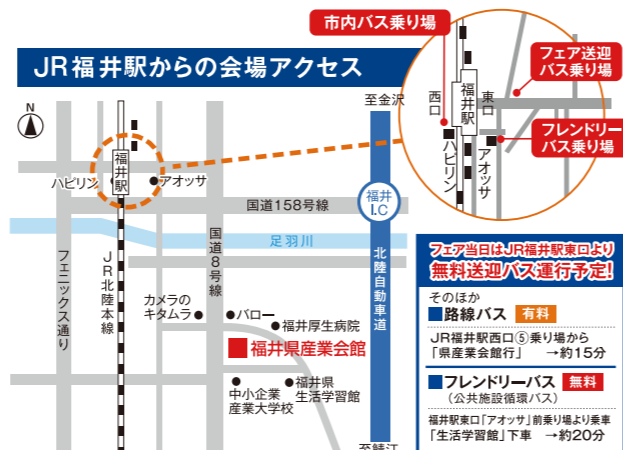 JR福井駅からの会場アクセス
市内バス乗り場
フェア送迎
バス乗り場
フレンドリー
バス乗り場
西口
福井駅
東口
ハピリン
アオッサ
N
至金沢
福井駅
ハピリン
アオッサ
福井
I.C
国道158号線
足羽川
国道8号線
フェニックス通り
JR北陸本線
北陸自動車道
カメラの
キタムラ
バロー
福井厚生病院
福井県産業会館
中小企業
産業大学校
福井県
生活学習館
至鯖江
フェア当日はJR福井駅東口より
無料送迎バス運行予定!
そのほか
路線バス 有料
JR福井駅西口⑤乗り場から
「県産業会館行」 →約15分
フレンドリーバス 無料
(公共施設循環バス)
福井駅東口「アオッサ」前乗り場より乗車
「生活学習館」下車 →約20分